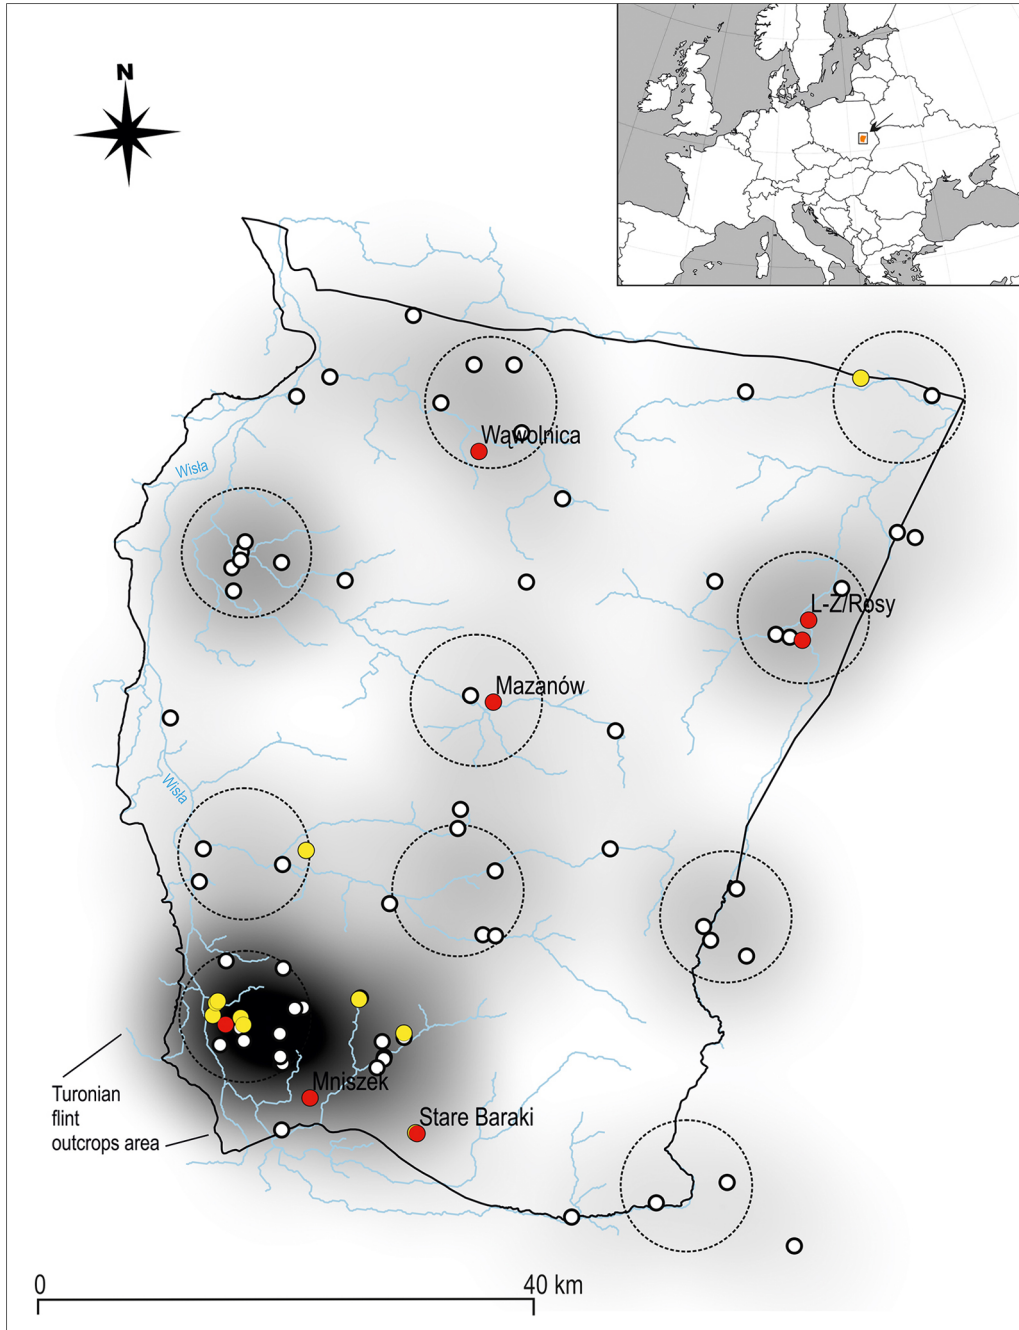 N
Wąwolnica
Wisła
L-Z/Rosy
Mazanów
Wisła
Mniszek
Turonian
flint
outcrops area
Stare Baraki
0
40 km